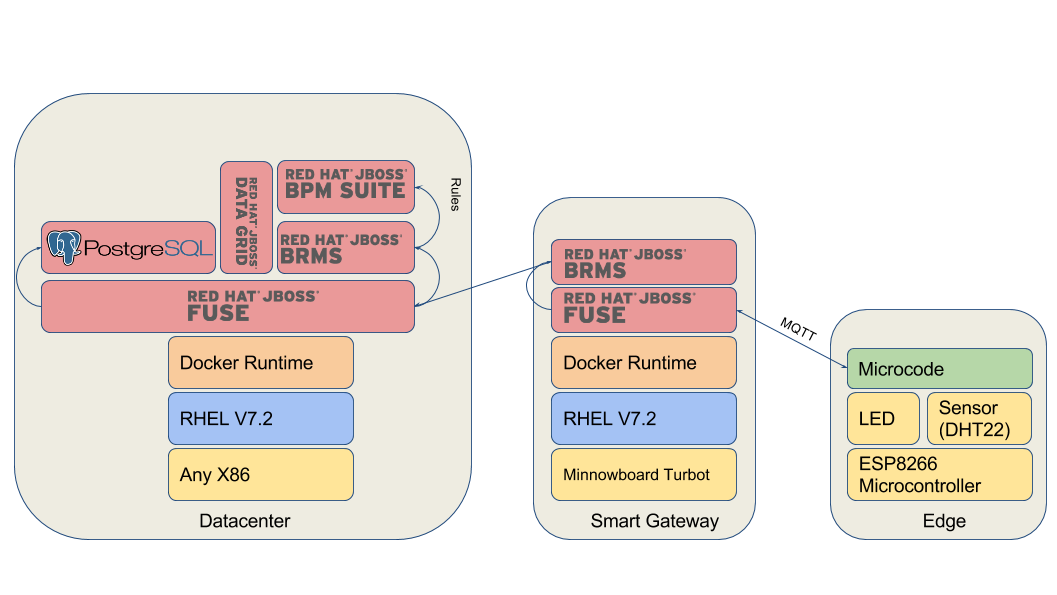 RED HAT® JBOSS®
BPM SUITE
RED HAT® JBOSS®
DATA GRID
Rules
PostgreSQL
RED HAT® JBOSS®
BRMS
RED HAT® JBOSS®
FUSE
Docker Runtime
RHEL V7.2
Any X86
Datacenter
RED HAT® JBOSS®
BRMS
RED HAT® JBOSS®
FUSE
Docker Runtime
RHEL V7.2
Minnowboard Turbot
Smart Gateway
MQTT
Microcode
LED
Sensor
(DHT22)
ESP8266
Microcontroller
Edge